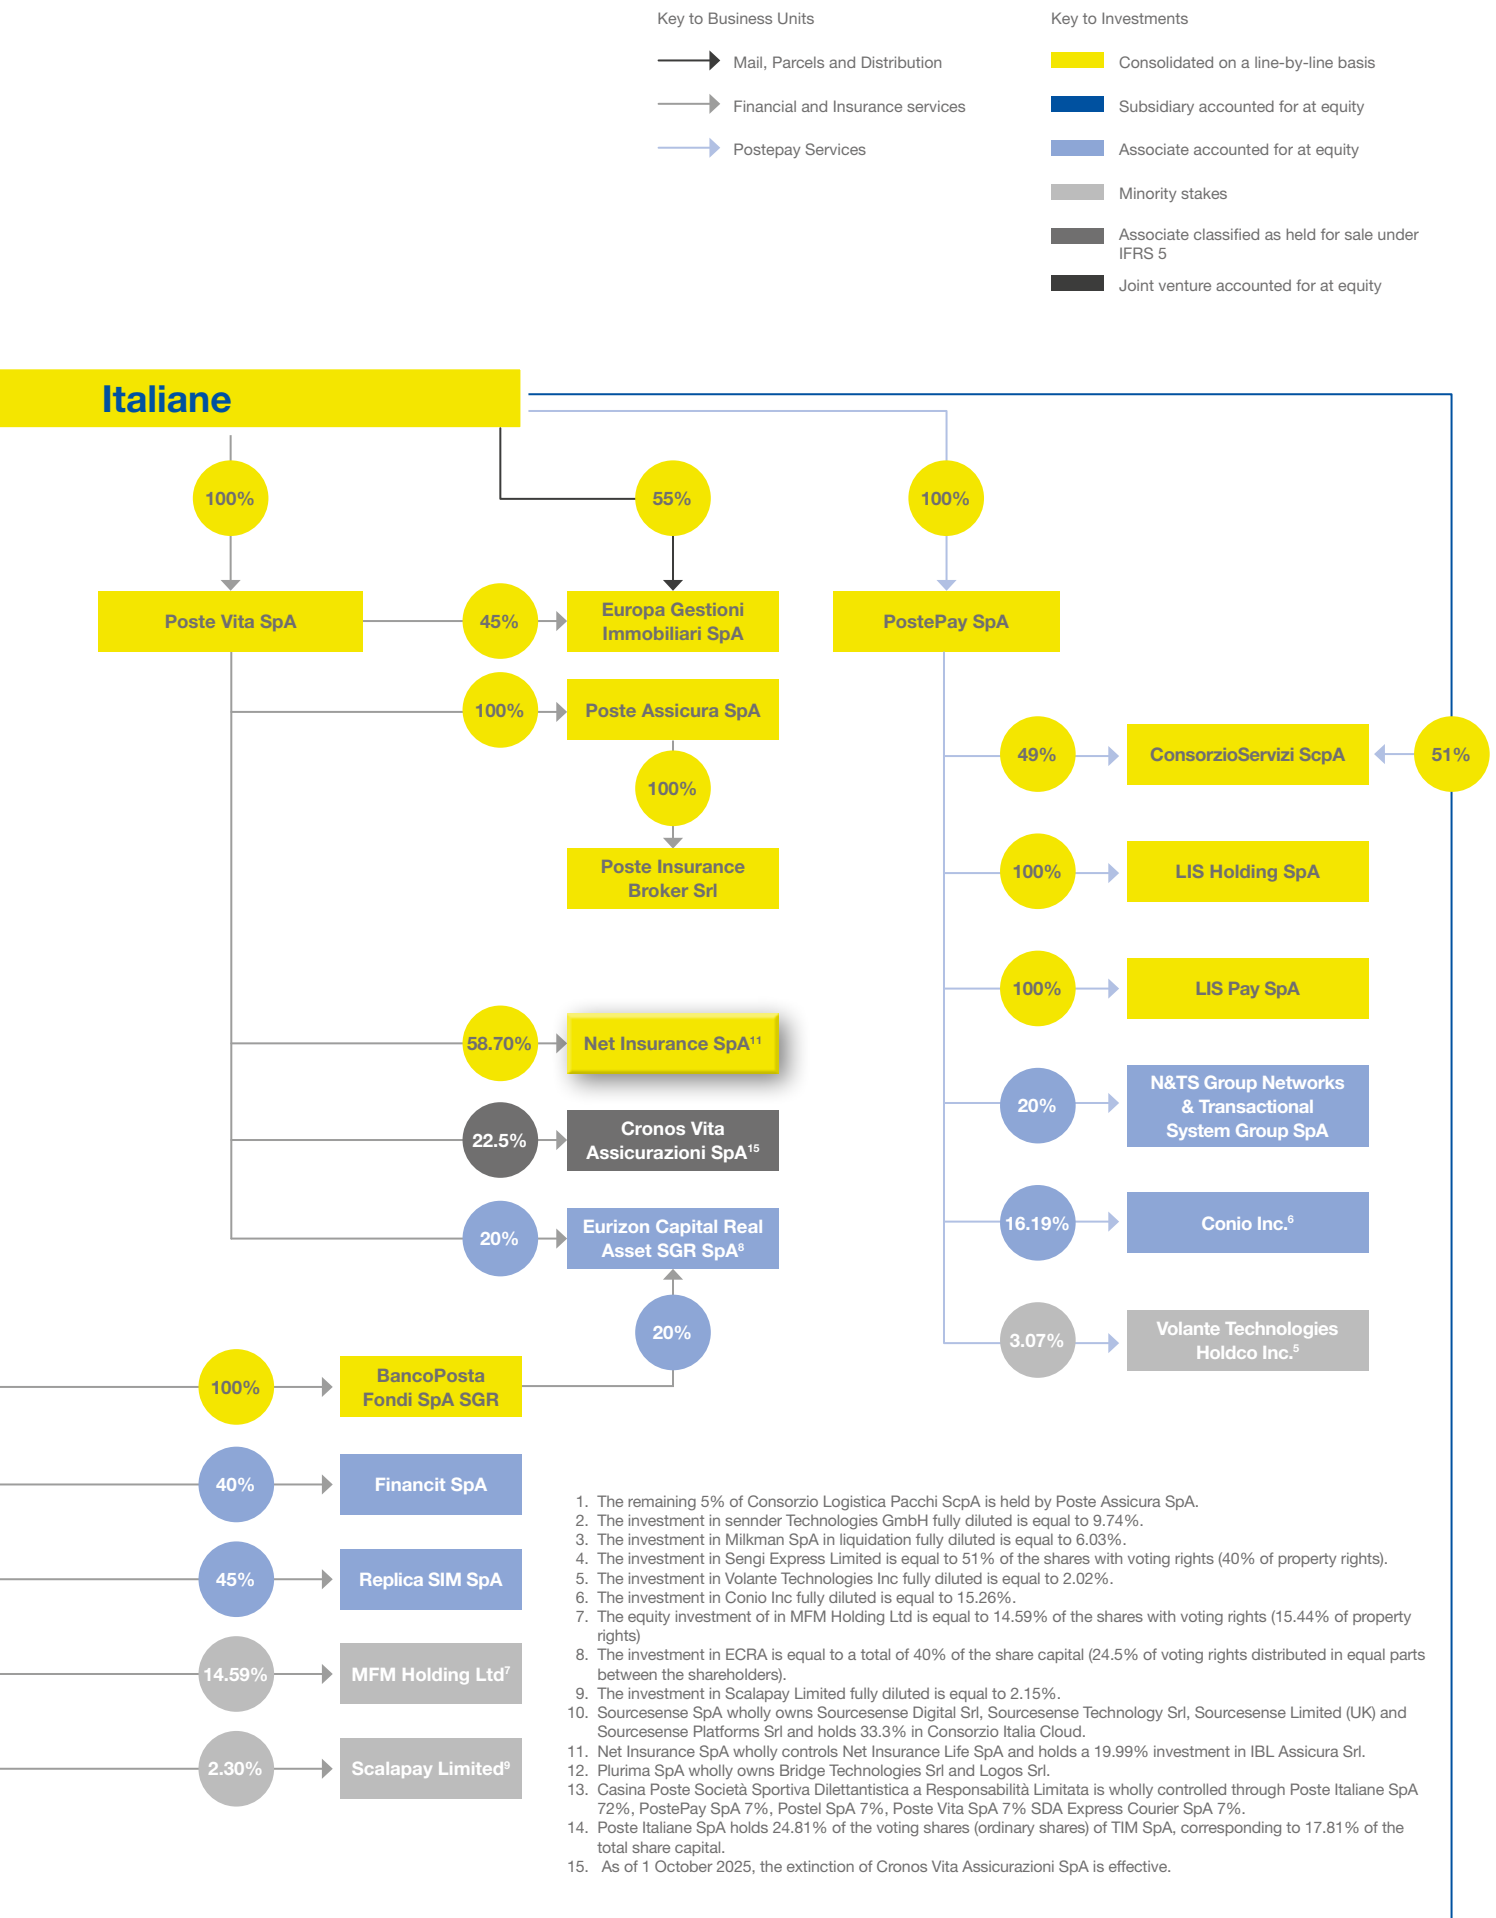 Key to Business Units
Mail, Parcels and Distribution
Financial and Insurance services
Postepay Services
Key to Investments
Consolidated on a line-by-line basis
Subsidiary accounted for at equity
Associate accounted for at equity
Minority stakes
Associate classified as held for sale under
IFRS 5
Joint venture accounted for at equity
Italiane
100%
55%
100%
Poste Vita SpA
45%
Europa Gestioni
Immobiliari SpA
PostePay SpA
100%
Poste Assicura SpA
49%
ConsorzioServizi ScpA
51%
100%
Poste Insurance
Broker Srl
100%
LIS Holding SpA
100%
LIS Pay SpA
58.70%
Net Insurance SpA11
20%
N&TS Group Networks
& Transactional
System Group SpA
22.5%
Cronos Vita
Assicurazioni SpA15
20%
Eurizon Capital Real
Asset SGR SpA8
16.19%
Conio Inc.6
20%
3.07%
Volante Technologies
Holdco Inc.5
100%
BancoPosta
Fondi SpA SGR
40%
Financit SpA
45%
Replica SIM SpA
14.59%
MFM Holding Ltd7
2.30%
Scalapay Limited9
1. The remaining 5% of Consorzio Logistica Pacchi ScpA is held by Poste Assicura SpA.
2. The investment in sennder Technologies GmbH fully diluted is equal to 9.74%.
3. The investment in Milkman SpA in liquidation fully diluted is equal to 6.03%.
4. The investment in Sengi Express Limited is equal to 51% of the shares with voting rights (40% of property rights).
5. The investment in Volante Technologies Inc fully diluted is equal to 2.02%.
6. The investment in Conio Inc fully diluted is equal to 15.26%.
7. The equity investment of in MFM Holding Ltd is equal to 14.59% of the shares with voting rights (15.44% of property
rights)
8. The investment in ECRA is equal to a total of 40% of the share capital (24.5% of voting rights distributed in equal parts
between the shareholders).
9. The investment in Scalapay Limited fully diluted is equal to 2.15%.
10. Sourcesense SpA wholly owns Sourcesense Digital Srl, Sourcesense Technology Srl, Sourcesense Limited (UK) and
Sourcesense Platforms Srl and holds 33.3% in Consorzio Italia Cloud.
11. Net Insurance SpA wholly controls Net Insurance Life SpA and holds a 19.99% investment in IBL Assicura Srl.
12. Plurima SpA wholly owns Bridge Technologies Srl and Logos Srl.
13. Casina Poste Società Sportiva Dilettantistica a Responsabilità Limitata is wholly controlled through Poste Italiane SpA
72%, PostePay SpA 7%, Postel SpA 7%, Poste Vita SpA 7% SDA Express Courier SpA 7%.
14. Poste Italiane SpA holds 24.81% of the voting shares (ordinary shares) of TIM SpA, corresponding to 17.81% of the
total share capital.
15. As of 1 October 2025, the extinction of Cronos Vita Assicurazioni SpA is effective.